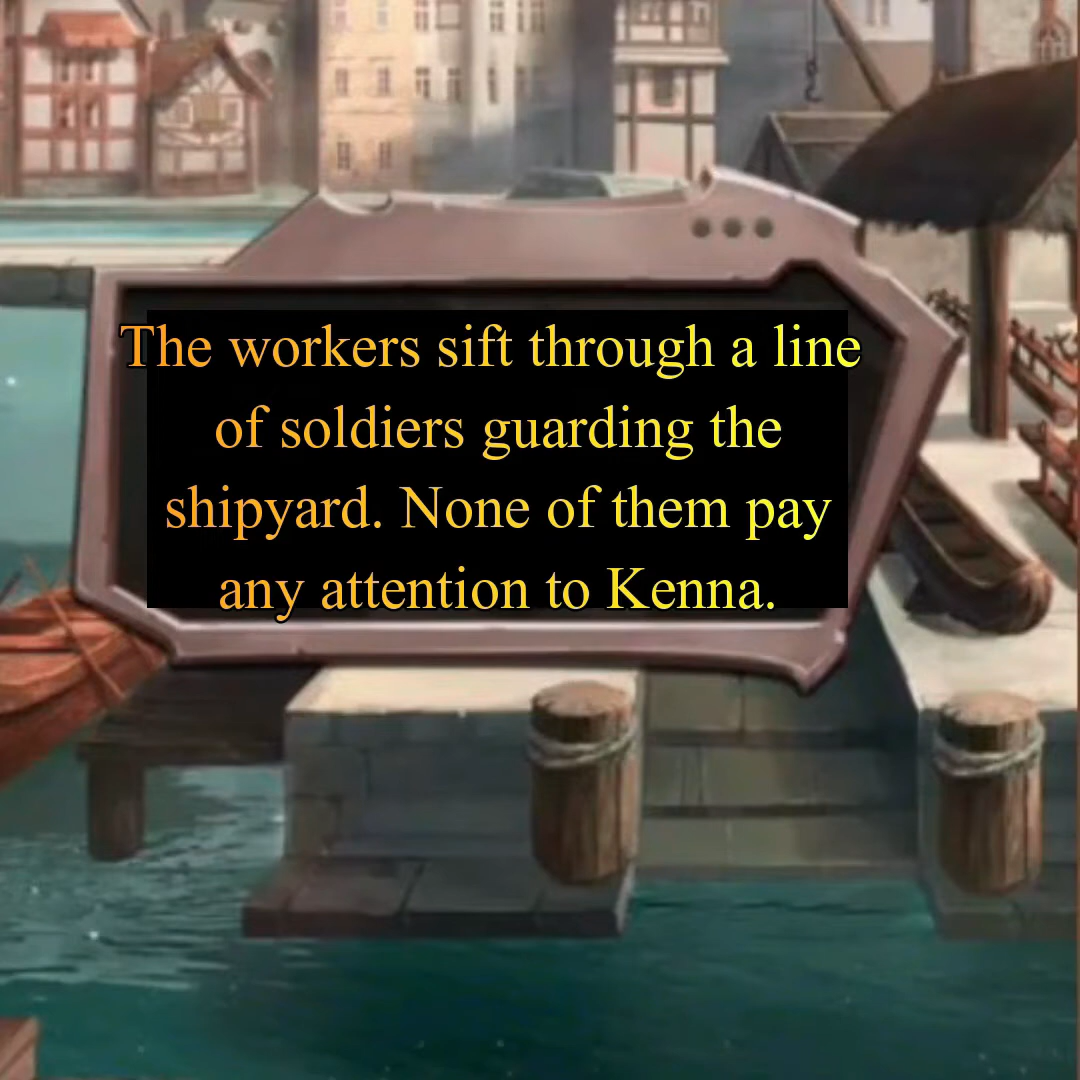 The workers sift through a line
of soldiers guarding the
shipyard. None of them pay
any attention to Kenna.